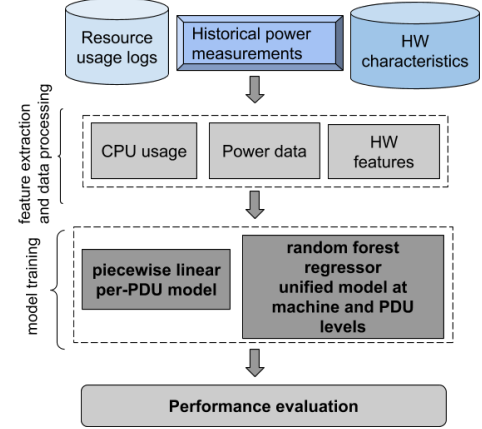 Resource
usage logs
Historical power
measurements
HW
characteristics
feature extraction
and data processing
CPU usage
Power data
HW
features
model training
piecewise linear
per-PDU model
random forest
regressor
unified model at
machine and PDU
levels
Performance evaluation